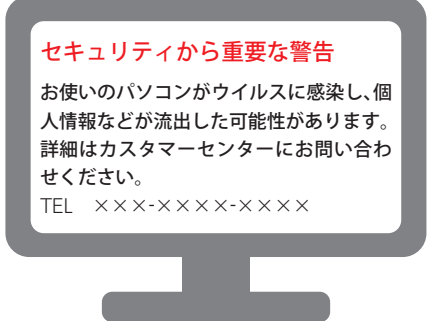 セキュリティから重要な警告
お使いのパソコンがウイルスに感染し、個
人情報などが流出した可能性があります。
詳細はカスタマーセンターにお問い合わ
せください。
TEL　×××-××××-××××